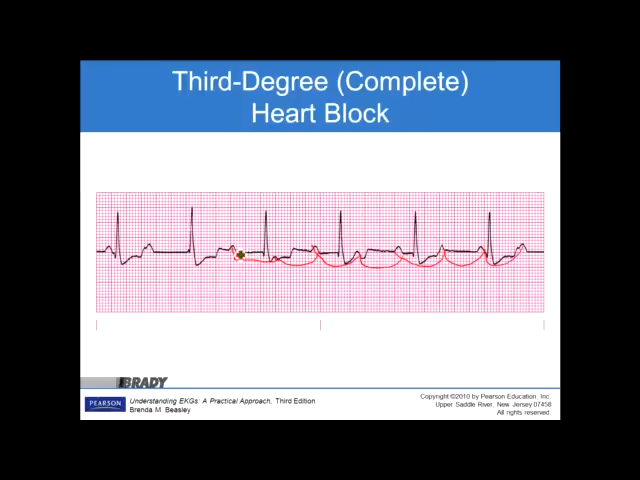 Third-Degree (Complete)
Heart Block
BRADY
PEARSON
Understanding EKGs: A Practical Approach, Third Edition
Brenda M. Beasley
Copyright ©2010 by Pearson Education, Inc.
Upper Saddle River, New Jersey 07458
All rights reserved